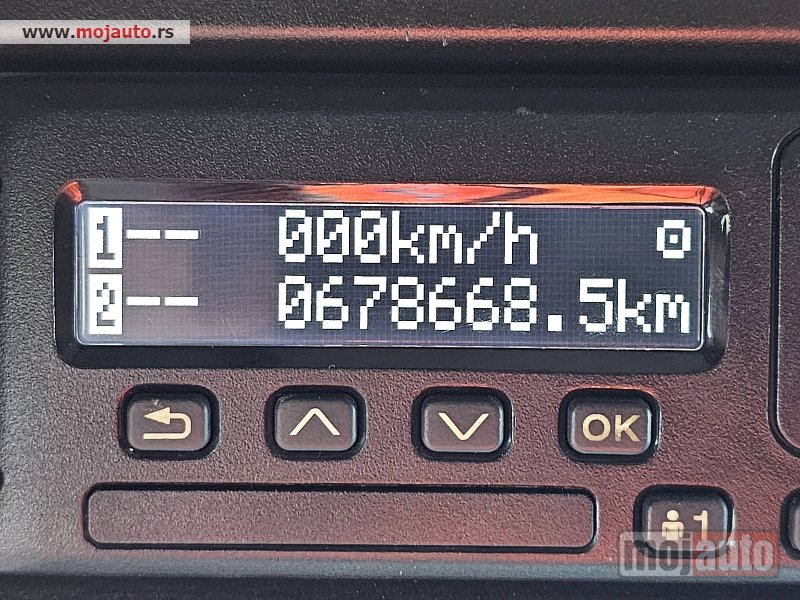 www.mojauto.rs
1-- 000km/h
2-- 0678668.5km
OK
1
mojauto